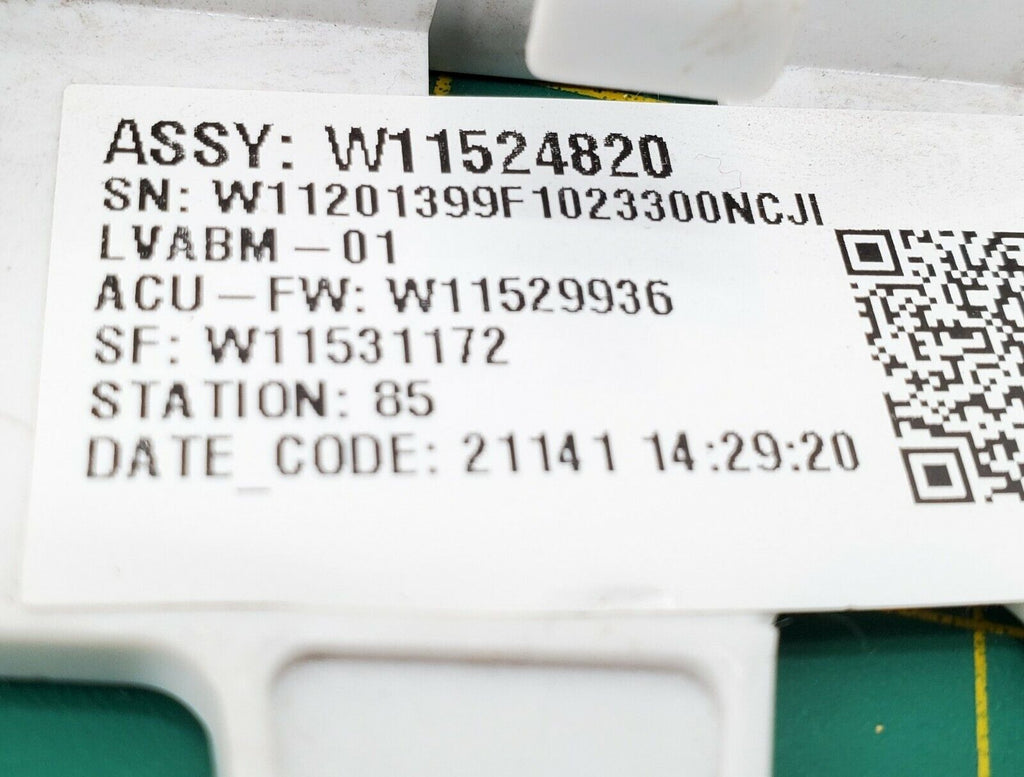 ASSY: W11524820
SN: W11201399F1023300NCJI
LVABM-01
ACU-FW: W11529936
SF: W11531172
STATION: 85
DATE_CODE: 21141 14:29:20